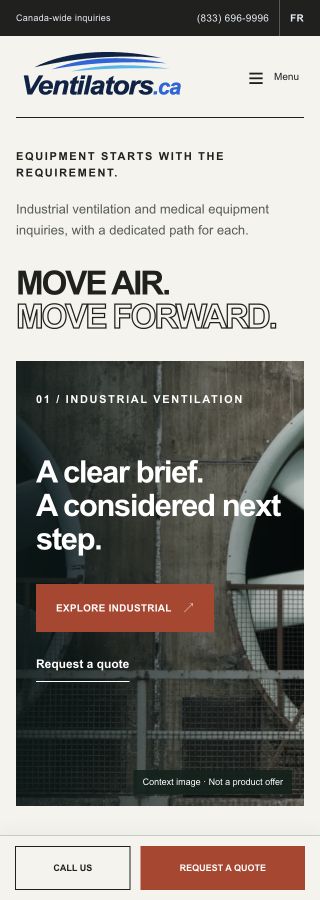 Canada-wide inquiries
(833) 696-9996
FR
Ventilators.ca
Menu
EQUIPMENT STARTS WITH THE
REQUIREMENT.
Industrial ventilation and medical equipment
inquiries, with a dedicated path for each.
MOVE AIR.
MOVE FORWARD.
01 / INDUSTRIAL VENTILATION
A clear brief.
A considered next
step.
EXPLORE INDUSTRIAL ↗
Request a quote
Context image · Not a product offer
CALL US
REQUEST A QUOTE